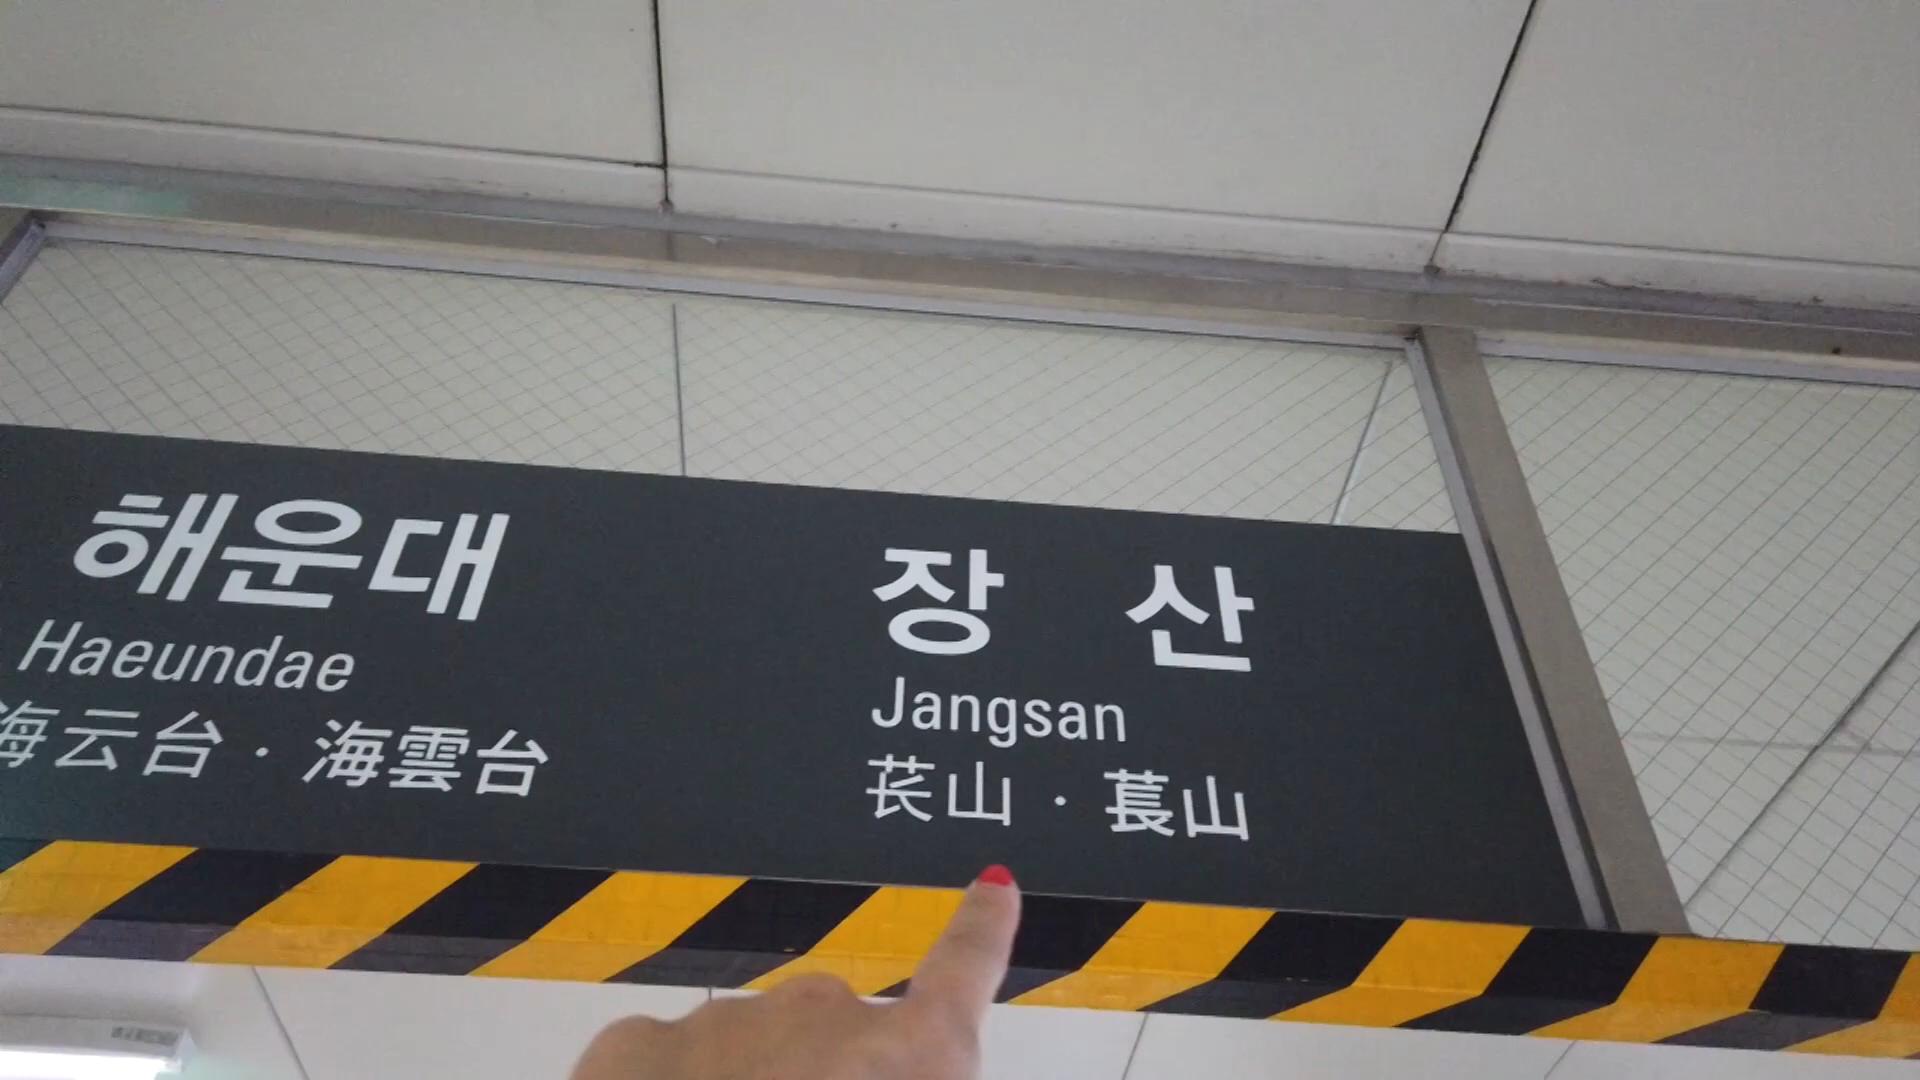 해운대
Haeundae
海云台 · 海雲台
장 산
Jangsan
苌山 · 萇山